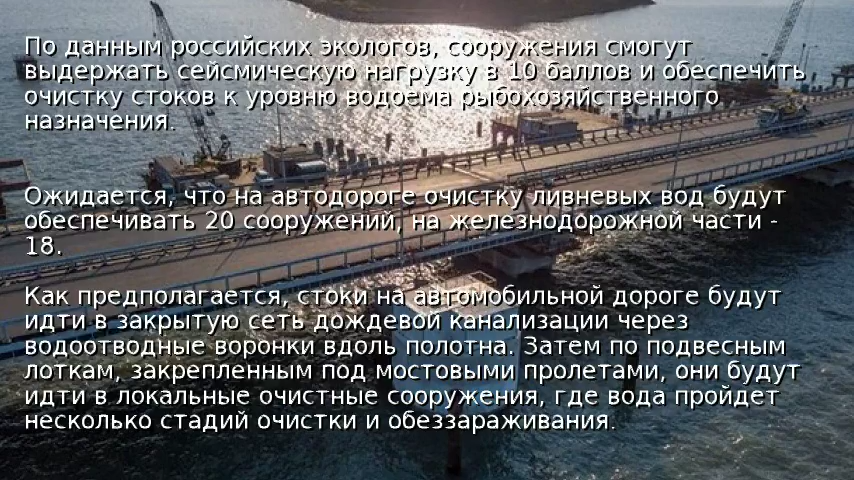 По данным российских экологов, сооружения смогут
выдержать сейсмическую нагрузку в 10 баллов и обеспечить
очистку стоков к уровню водоема рыбохозяйственного
назначения.
Ожидается, что на автодороге очистку ливневых вод будут
обеспечивать 20 сооружений, на железнодорожной части -
18.
Как предполагается, стоки на автомобильной дороге будут
идти в закрытую сеть дождевой канализации через
водоотводные воронки вдоль полотна. Затем по подвесным
лоткам, закрепленным под мостовыми пролетами, они будут
идти в локальные очистные сооружения, где вода пройдет
несколько стадий очистки и обеззараживания.